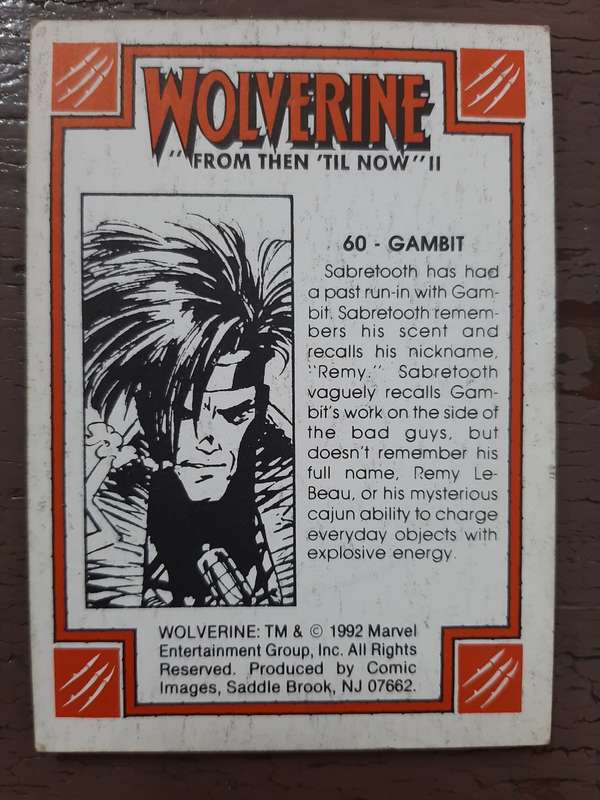 WOLVERINE
"FROM THEN 'TIL NOW" II
60 - GAMBIT
Sabretooth has had
a past run-in with Gam-
bit. Sabretooth remem-
bers his scent and
recalls his nickname,
"Remy." Sabretooth
vaguely recalls Gam-
bit's work on the side of
the bad guys, but
doesn't remember his
full name, Remy Le-
Beau, or his mysterious
cajun ability to charge
everyday objects with
explosive energy.
WOLVERINE: TM & © 1992 Marvel
Entertainment Group, Inc. All Rights
Reserved. Produced by Comic
Images, Saddle Brook, NJ 07662.